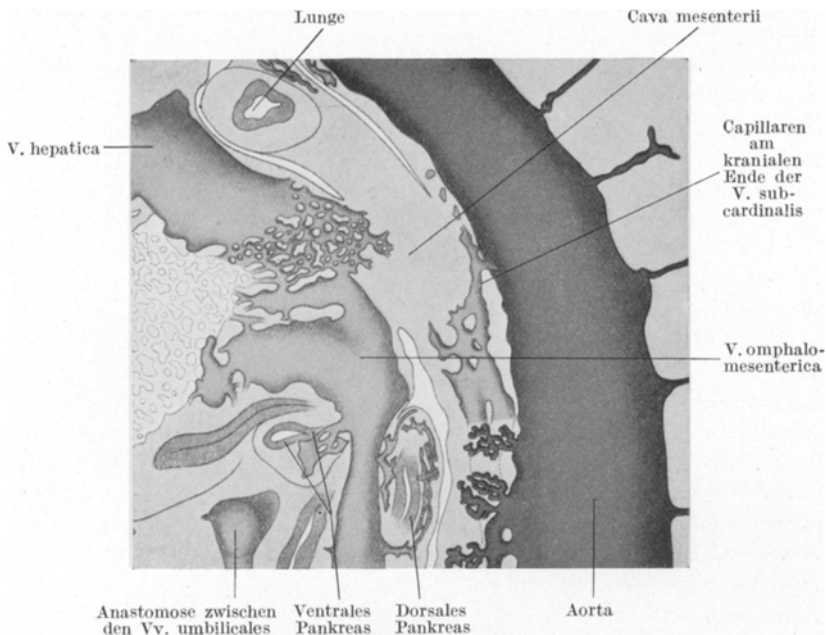 Lunge
Cava mesenterii
V. hepatica
Capillaren
am
kranialen
Ende der
V. sub-
cardinalis
V. omphalo-
mesenterica
Anastomose zwischen
den Vv. umbilicales
Ventrales
Pankreas
Dorsales
Pankreas
Aorta